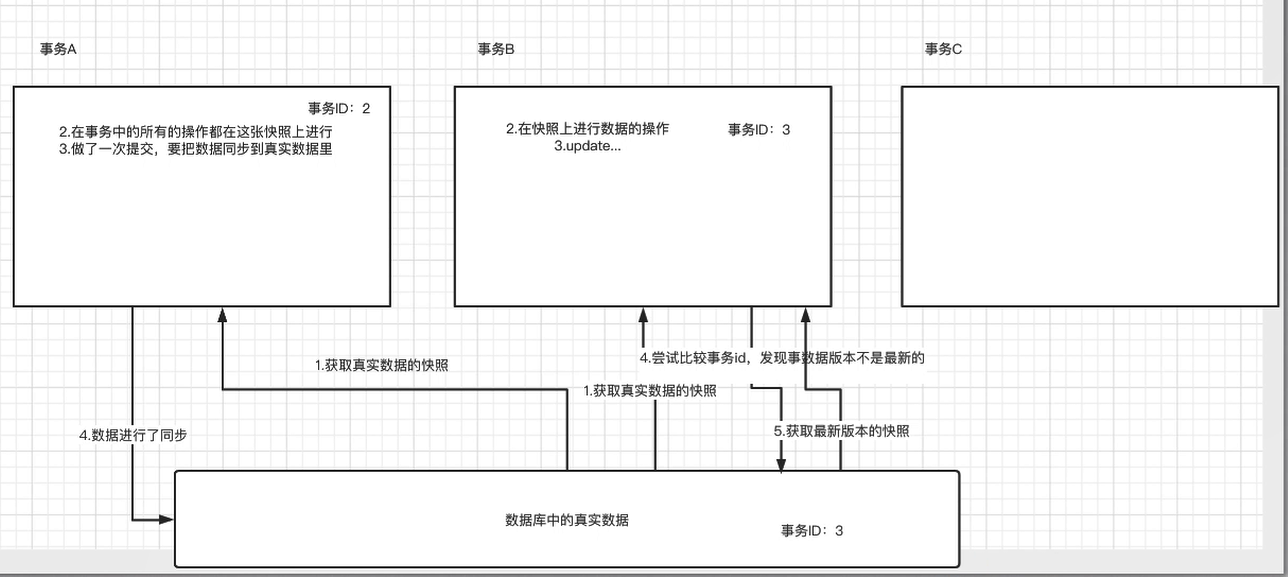 事务A
事务B
事务C
事务ID：2
2.在事务中的所有的操作都在这张快照上进行
3.做了一次提交，要把数据同步到真实数据里
2.在快照上进行数据的操作
3.update...
事务ID：3
4.尝试比较事务id，发现事数据版本不是最新的
1.获取真实数据的快照
1.获取真实数据的快照
5.获取最新版本的快照
4.数据进行了同步
数据库中的真实数据
事务ID：3